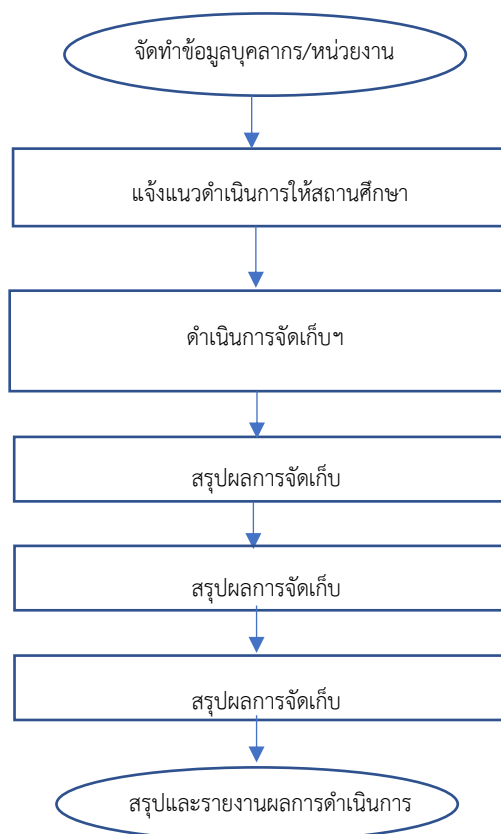 จัดทำข้อมูลบุคลากร/หน่วยงาน
แจ้งแนวดำเนินการให้สถานศึกษา
ดำเนินการจัดเก็บฯ
สรุปผลการจัดเก็บ
สรุปผลการจัดเก็บ
สรุปผลการจัดเก็บ
สรุปและรายงานผลการดำเนินการ